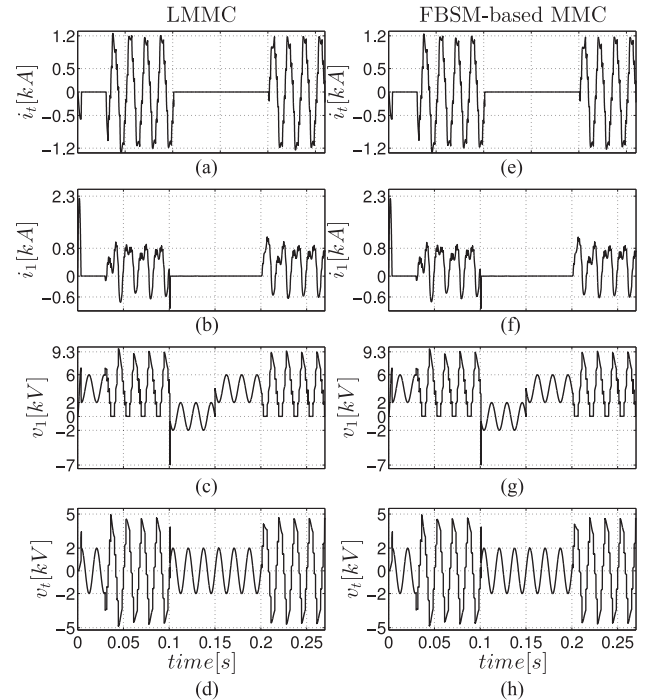 LMMC
FBSM-based MMC
1.2
0.5
0
−0.5
−1.2
i_t[kA]
(a)
1.2
0.5
0
−0.5
−1.2
i_t[kA]
(e)
2.3
0.8
0
−0.6
i_1[kA]
(b)
2.3
0.8
0
−0.6
i_1[kA]
(f)
9.3
6
2
0
−2
−7
v_1[kV]
(c)
9.3
6
2
0
−2
−7
v_1[kV]
(g)
5
2
0
−2
−5
v_t[kV]
0 0.05 0.1 0.15 0.2 0.25
time[s]
(d)
5
2
0
−2
−5
v_t[kV]
0 0.05 0.1 0.15 0.2 0.25
time[s]
(h)